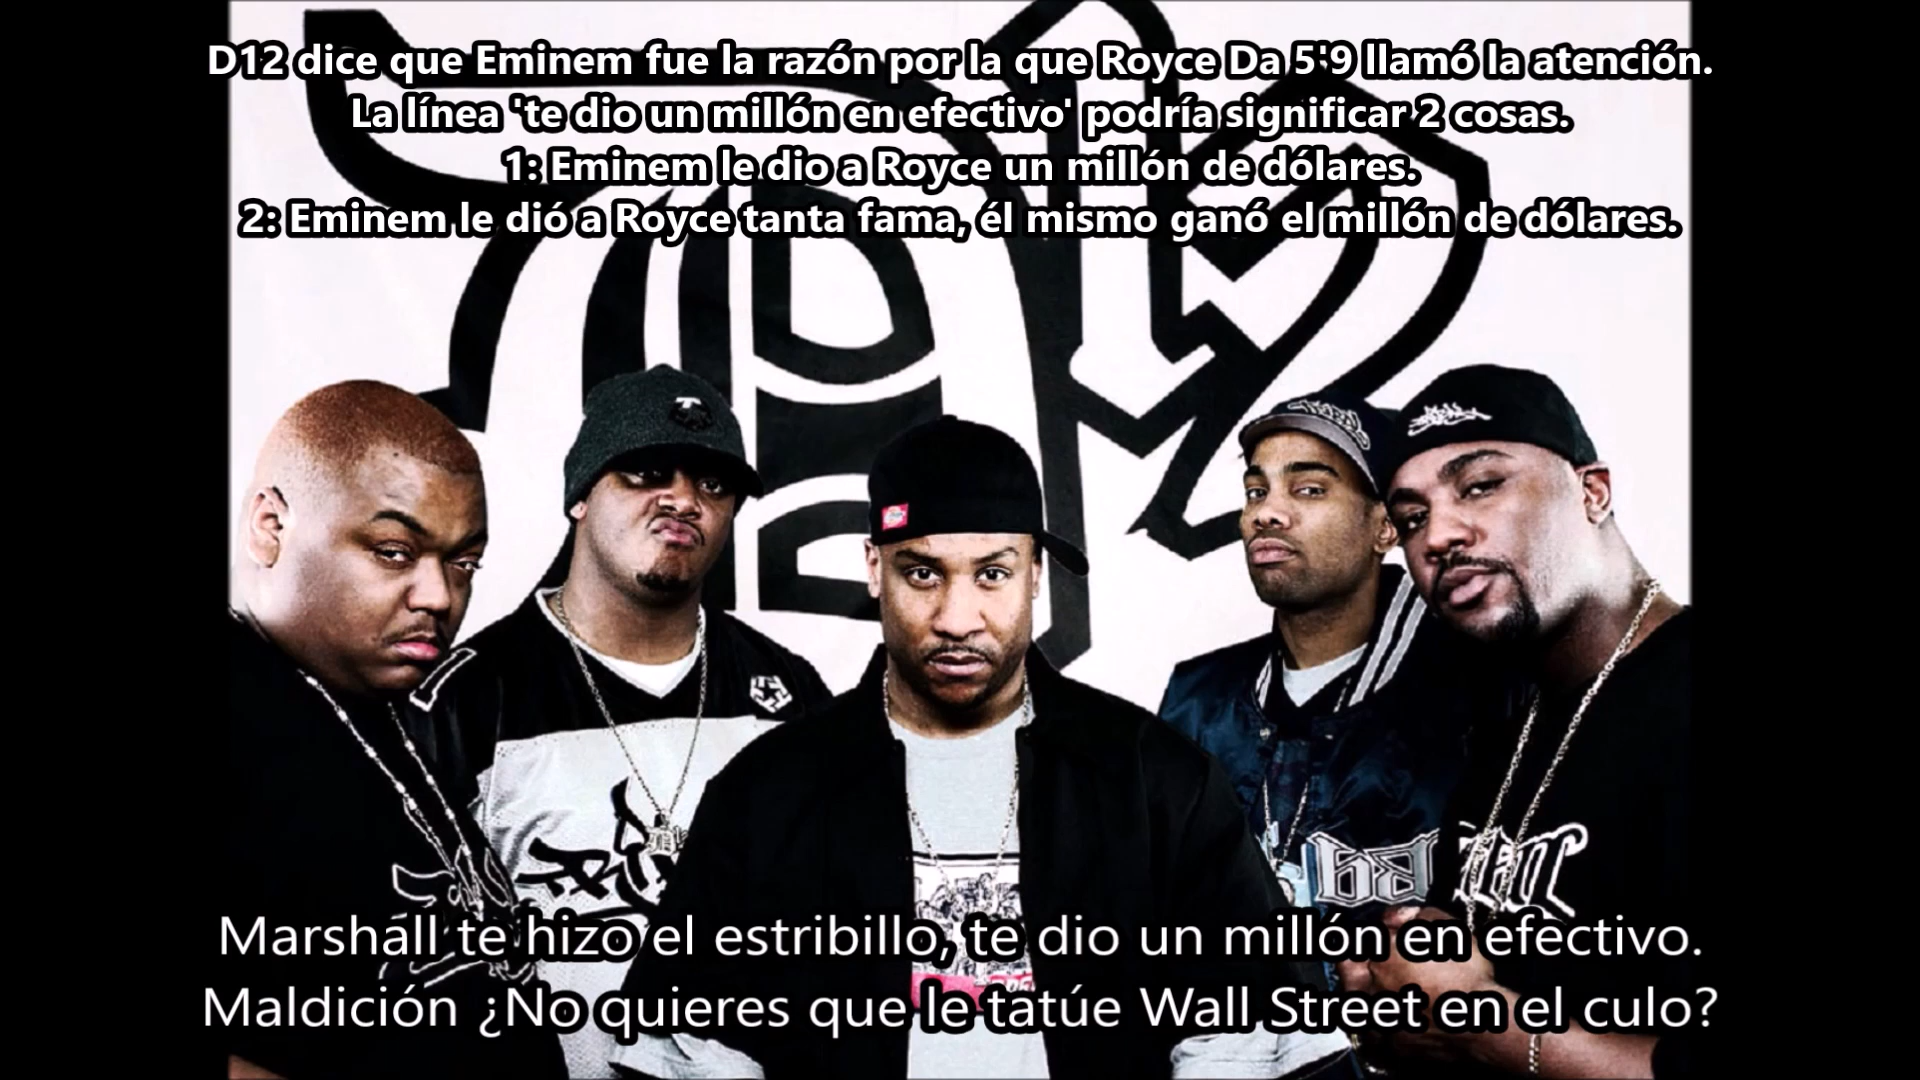 D12 dice que Eminem fue la razón por la que Royce Da 5'9 llamó la atención.
La línea 'te dio un millón en efectivo' podría significar 2 cosas.
1: Eminem le dio a Royce un millón de dólares.
2: Eminem le dió a Royce tanta fama, él mismo ganó el millón de dólares.
Marshall te hizo el estribillo, te dio un millón en efectivo.
Maldición ¿No quieres que le tatúe Wall Street en el culo?